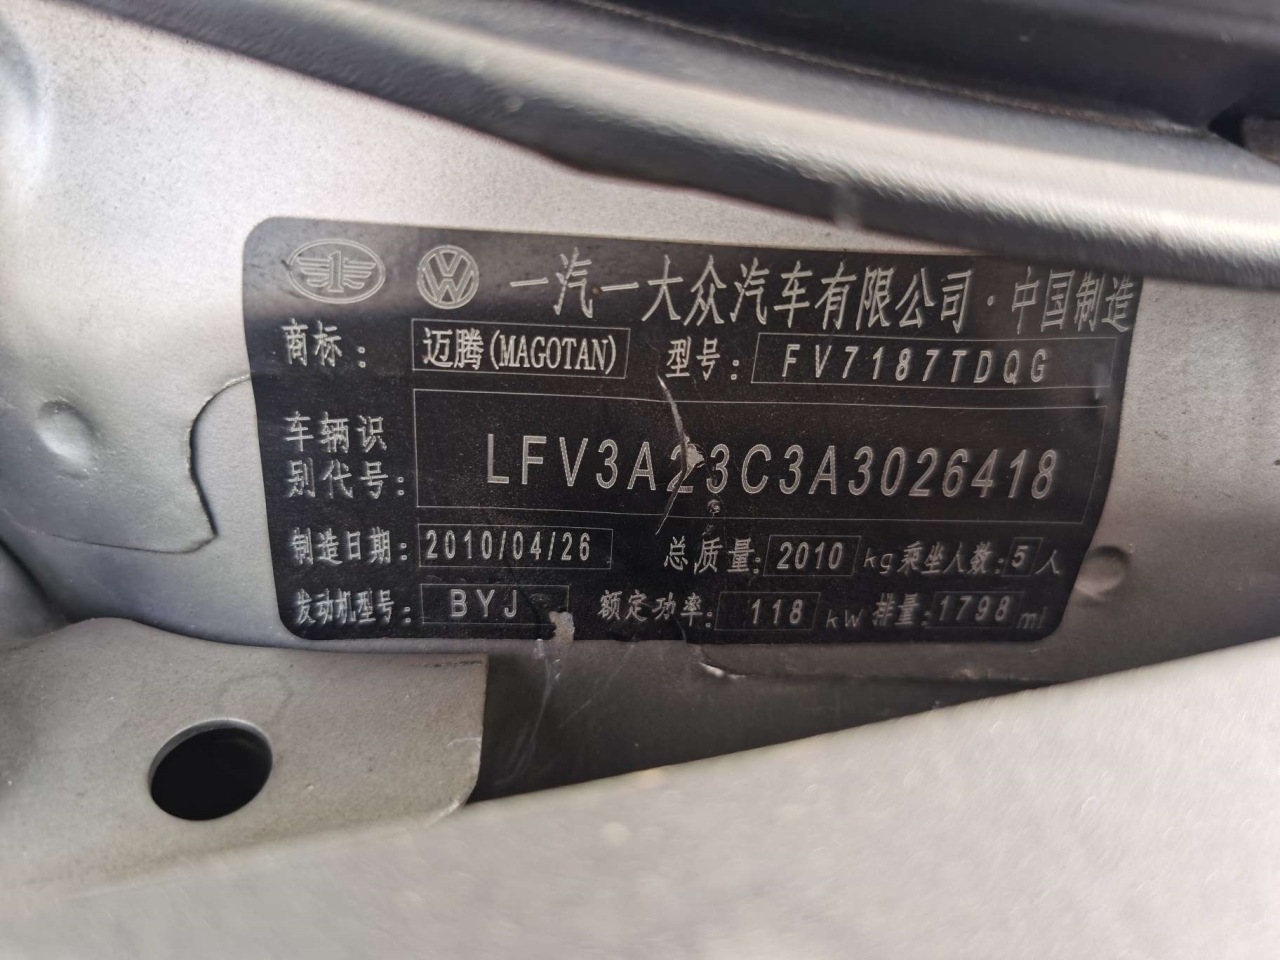 一汽一大众汽车有限公司·中国制造
商标: 迈腾(MAGOTAN) 型号: FV7187TDQG
车辆识
别代号: LFV3A23C3A3026418
制造日期: 2010/04/26 总质量: 2010 kg 乘坐人数: 5 人
发动机型号: BYJ 额定功率: 118 kW 排量: 1798 ml